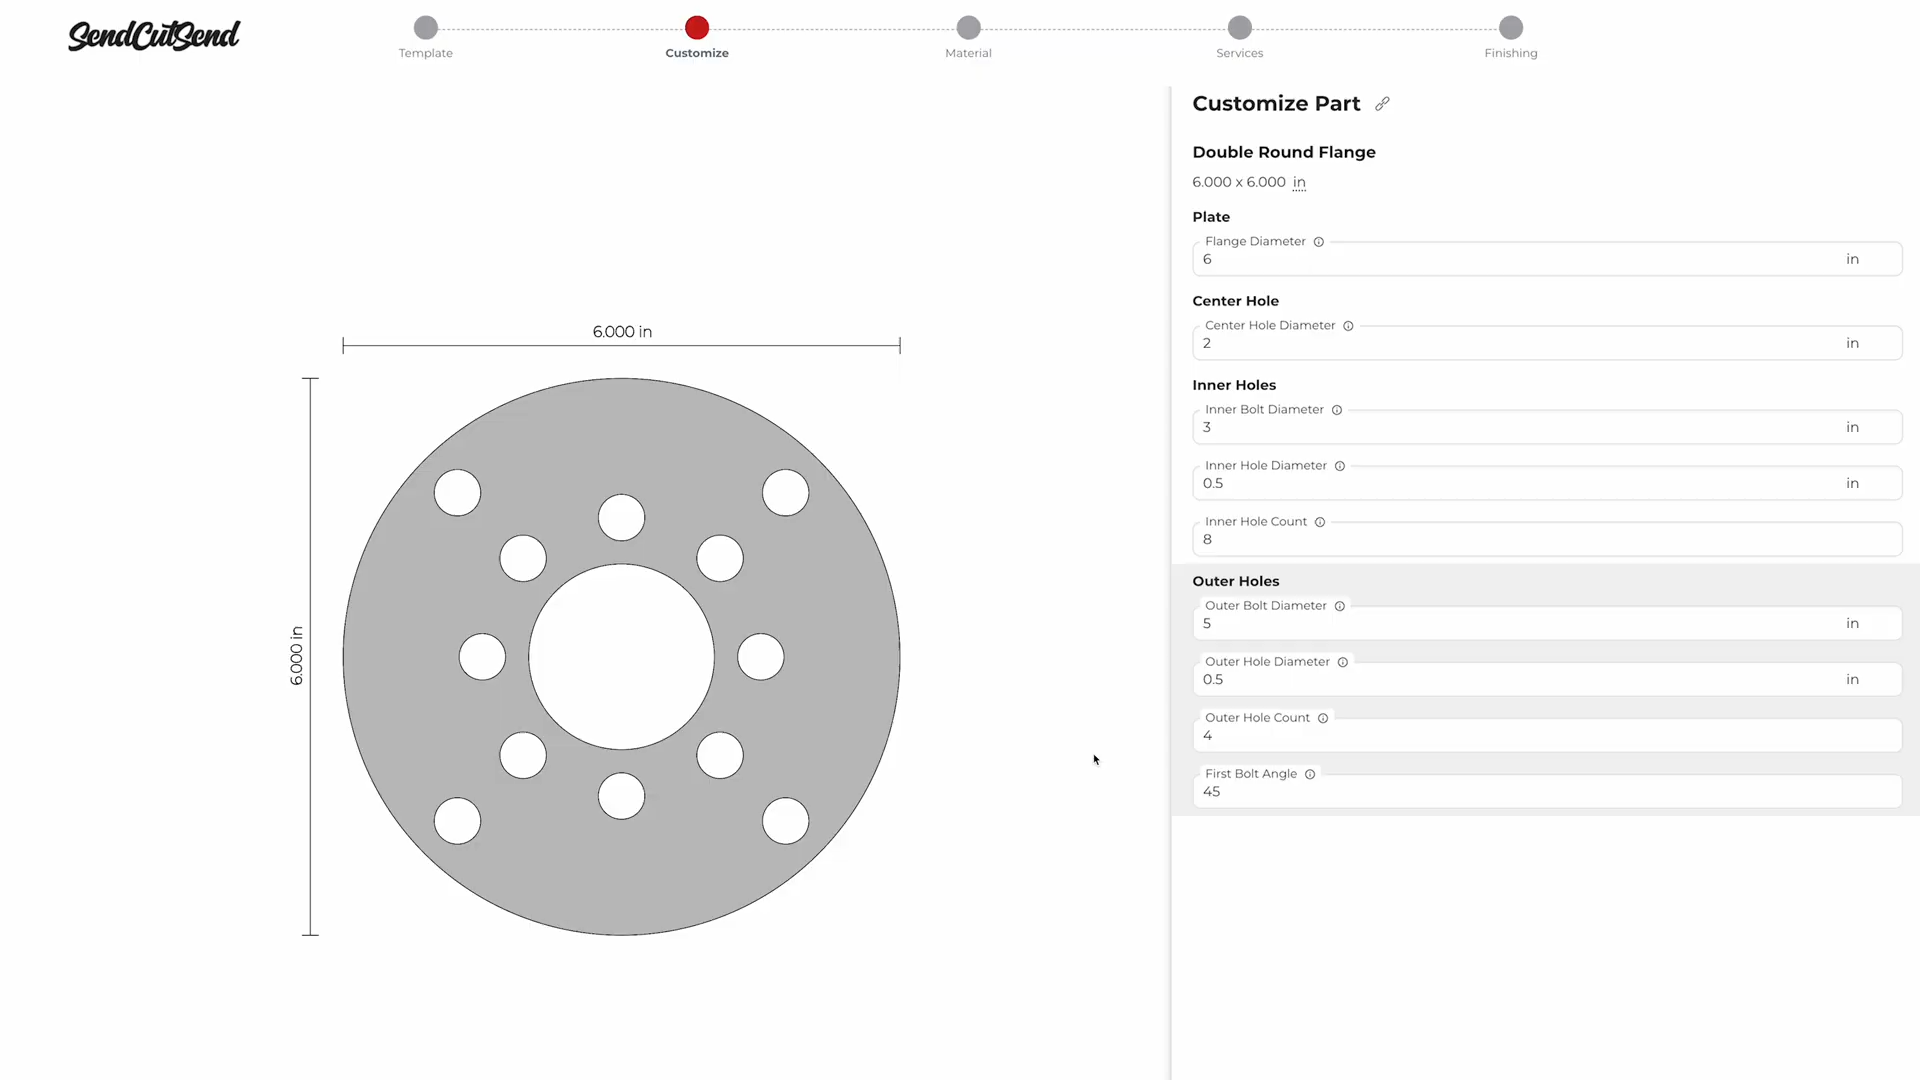 SendCutSend
Template
Customize
Material
Services
Finishing
6.000 in
6.000 in
Customize Part
Double Round Flange
6.000 x 6.000 in
Plate
Flange Diameter
6 in
Center Hole
Center Hole Diameter
2 in
Inner Holes
Inner Bolt Diameter
3 in
Inner Hole Diameter
0.5 in
Inner Hole Count
8
Outer Holes
Outer Bolt Diameter
5 in
Outer Hole Diameter
0.5 in
Outer Hole Count
4
First Bolt Angle
45